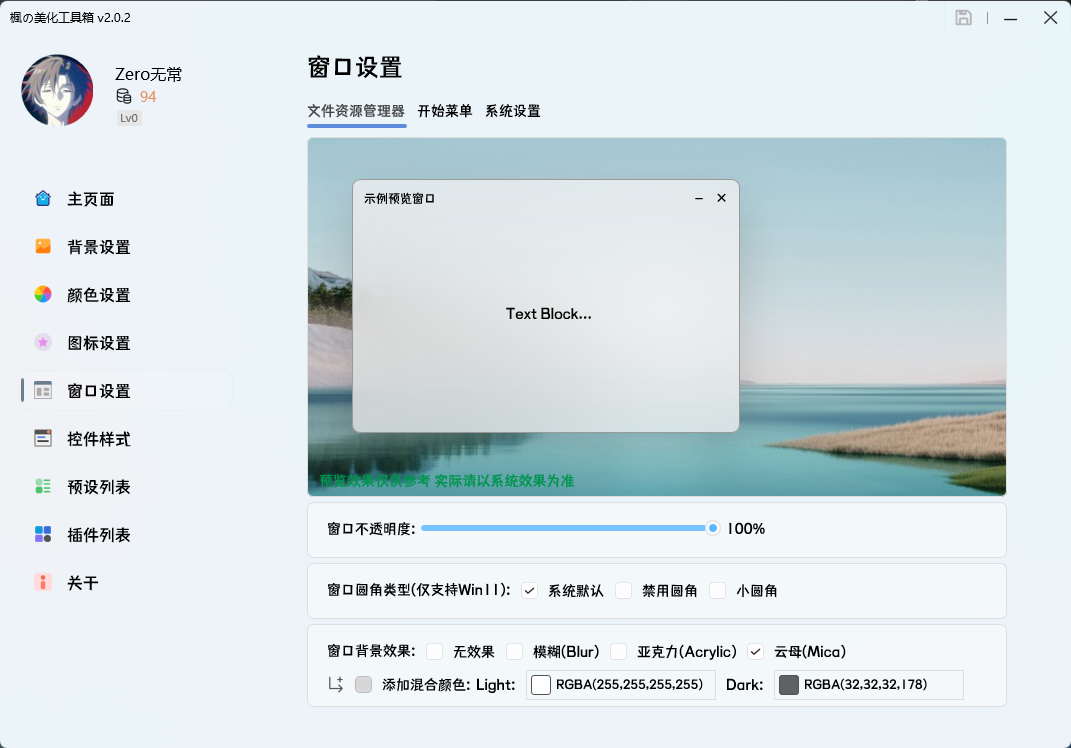 楓の美化工具箱 v2.0.2
Zero无常
94
Lv0
主页面
背景设置
颜色设置
图标设置
窗口设置
控件样式
预设列表
插件列表
关于
窗口设置
文件资源管理器 开始菜单 系统设置
示例预览窗口
Text Block...
预览效果仅供参考 实际请以系统效果为准
窗口不透明度: 100%
窗口圆角类型(仅支持Win11): 系统默认 禁用圆角 小圆角
窗口背景效果: 无效果 模糊(Blur) 亚克力(Acrylic) 云母(Mica)
添加混合颜色: Light: RGBA(255,255,255,255) Dark: RGBA(32,32,32,178)